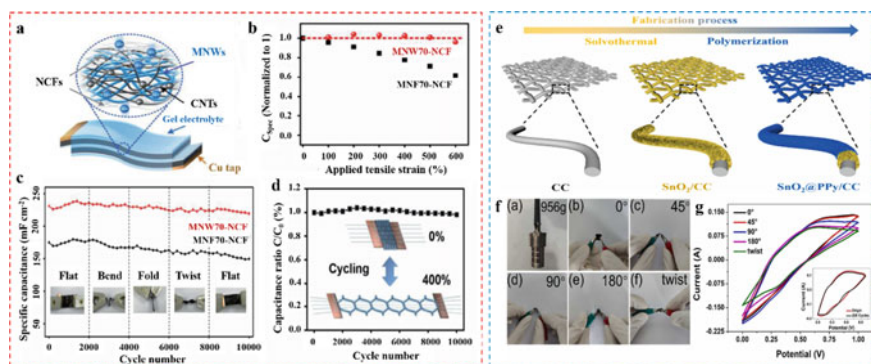 a
MNWs
NCFs
CNTs
Gel electrolyte
Cu tap
b
C_Spec (Normalized to 1)
1.0
0.8
0.6
0.4
0.2
0.0
MNW70-NCF
MNF70-NCF
0 100 200 300 400 500 600
Applied tensile strain (%)
c
Specific capacitance (mF cm-2)
250
200
150
100
50
MNW70-NCF
MNF70-NCF
Flat Bend Fold Twist Flat
0 2000 4000 6000 8000 10000
Cycle number
d
Capacitance ratio C/C0 (%)
1.0
0.8
0.6
0.4
0.2
0.0
0%
Cycling
400%
0 2000 4000 6000 8000 10000
Cycle number
e
Fabrication process
Solvothermal Polymerization
CC SnO2/CC SnO2@PPy/CC
f
(a) 956g
(b) 0°
(c) 45°
(d) 90°
(e) 180°
(f) twist
g
Current (A)
0.150
0.075
0.000
-0.075
-0.150
-0.225
0°
45°
90°
180°
twist
0.00 0.25 0.50 0.75 1.00
Potential (V)
Current (A)
Potential (V)